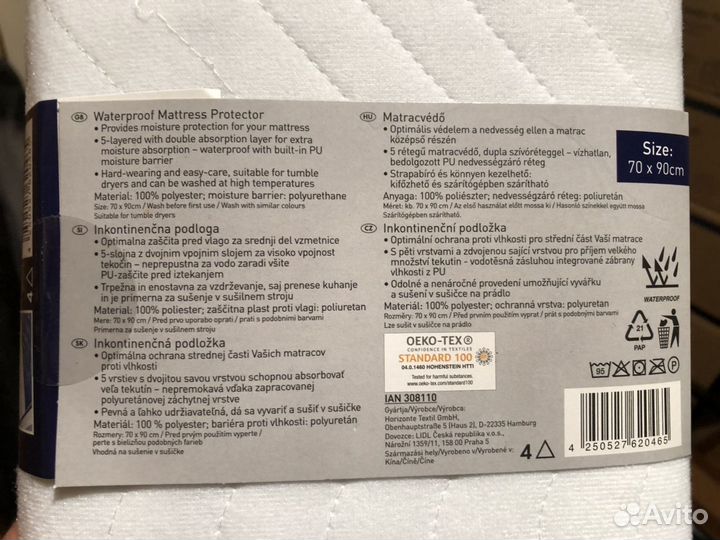 GB Waterproof Mattress Protector
• Provides moisture protection for your mattress
• 5-layered with double absorption layer for extra
moisture absorption – waterproof with built-in PU
moisture barrier
• Hard-wearing and easy-care, suitable for tumble
dryers and can be washed at high temperatures
Material: 100% polyester; moisture barrier: polyurethane
Size: 70 x 90cm / Wash before first use / Wash with similar colours
Suitable for tumble dryers
SI Inkontinenčna podloga
• Optimalna zaščita pred vlago za srednji del vzmetnice
• 5-slojna z dvojnim vpojnim slojem za visoko vpojnost
tekočin – neprepustna za vodo zaradi všite
PU-zaščite pred iztekanjem
• Trpežna in enostavna za vzdrževanje, saj prenese kuhanje
in je primerna za sušenje v sušilnem stroju
Material: 100% poliester; zaščitna plast proti vlagi: poliuretan
Mere: 70 x 90 cm / Pred prvo uporabo oprati / prati s podobnimi barvami
Primerna za sušenje v sušilnem stroju
SK Inkontinenčná podložka
• Optimálna ochrana strednej časti Vašich matracov
proti vlhkosti
• 5 vrstiev s dvojitou savou vrstvou schopnou absorbovať
veľa tekutín – nepremokavá vďaka zapracovanej
polyuretánovej záchytnej vrstvy
• Pevná a ľahko udržiavateľná, dá sa vyvariť a sušiť v sušičke
Materiál: 100 % polyester; bariéra proti vlhkosti: polyuretán
Rozmery: 70 x 90 cm / Pred prvým použitím vyperte /
perte s bielizňou podobných farieb
Vhodná na sušenie v sušičke
HU Matracvédő
• Optimális védelem a nedvesség ellen a matrac
középső részén
• 5 rétegű matracvédő, dupla szívóréteggel – vízhatlan,
bedolgozott PU nedvességzáró réteg
• Strapabíró és könnyen kezelhető:
kifőzhető és szárítógépben szárítható
Anyaga: 100% poliészter; nedvességzáró réteg: poliuretán
Méret: kb. 70 x 90 cm / Az első használat előtt mossa ki / Hasonló színekkel együtt mossa
Szárítógépben szárítható.
CZ Inkontinenční podložka
• Optimální ochrana proti vlhkosti pro střední část Vaší matrace
• S pěti vrstvami a zdvojenou sající vrstvou pro příjem velkého
množství tekutin - vodotěsná zásluhou integrované zábrany
vlhkosti z PU
• Odolné a nenáročné provedení umožňující vyvářku
a sušení v sušičce na prádlo
Materiál: 100% polyester; ochranná vrstva: polyuretan
Rozměry: 70 x 90 cm / Před prvním použitím vyprat / prát s podobnými barvami
Lze sušit v sušičce na prádlo
OEKO-TEX®
CONFIDENCE IN TEXTILES
STANDARD 100
04.0.1460 HOHENSTEIN HTTI
Tested for harmful substances.
www.oeko-tex.com/standard100
IAN 308110
Gyártja/Výrobce/Výrobca:
Horizonte Textil GmbH,
Obenhauptstraße 5 (Haus 2), D-22335 Hamburg
Dovozce: LIDL Česká republika v.o.s.,
Nárožní 1359/11, 158 00 Praha 5
Származási hely/Vyrobeno v/Vyrobené v:
Kína/Číně/Číne
4
Size:
70 x 90cm
WATERPROOF
21
PAP
95
4 250527 620465
4
Avito